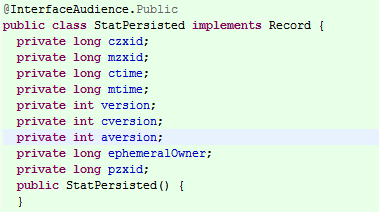 @InterfaceAudience.Public
public class StatPersisted implements Record {
private long czxid;
private long mzxid;
private long ctime;
private long mtime;
private int version;
private int cversion;
private int aversion;
private long ephemeralOwner;
private long pzxid;
public StatPersisted() {
}